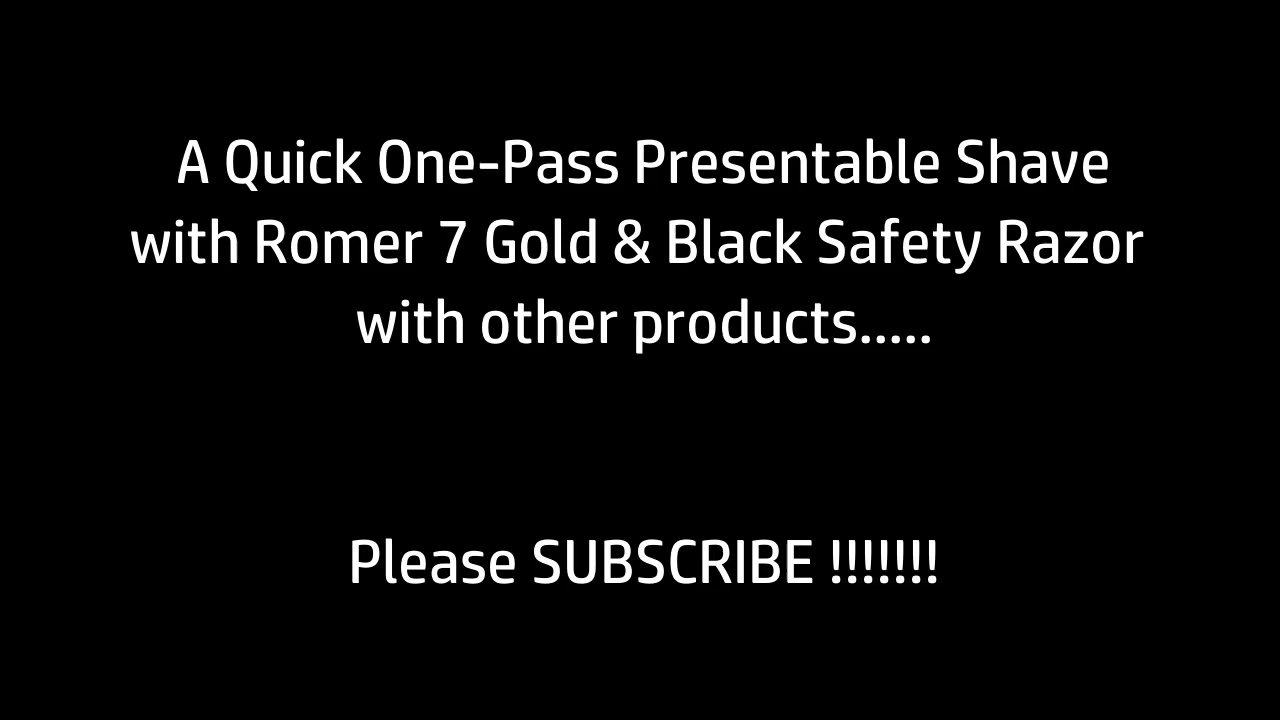 A Quick One-Pass Presentable Shave
with Romer 7 Gold & Black Safety Razor
with other products.....
Please SUBSCRIBE !!!!!!!